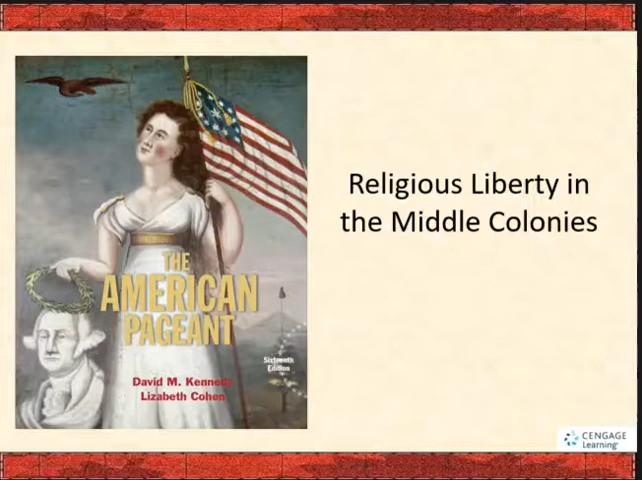 THE
AMERICAN
PAGEANT
Sixteenth
Edition
David M. Kennedy
Lizabeth Cohen
Religious Liberty in
the Middle Colonies
CENGAGE
Learning